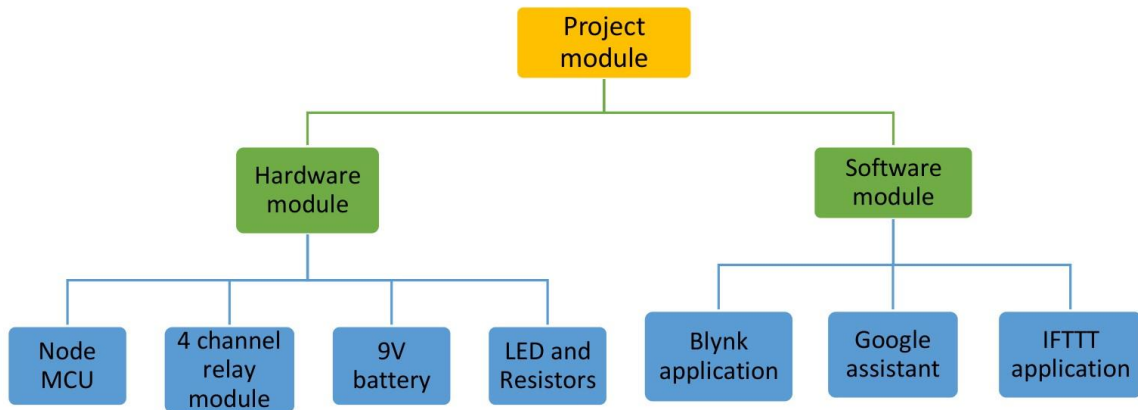 Project
module
Hardware
module
Software
module
Node
MCU
4 channel
relay
module
9V
battery
LED and
Resistors
Blynk
application
Google
assistant
IFTTT
application